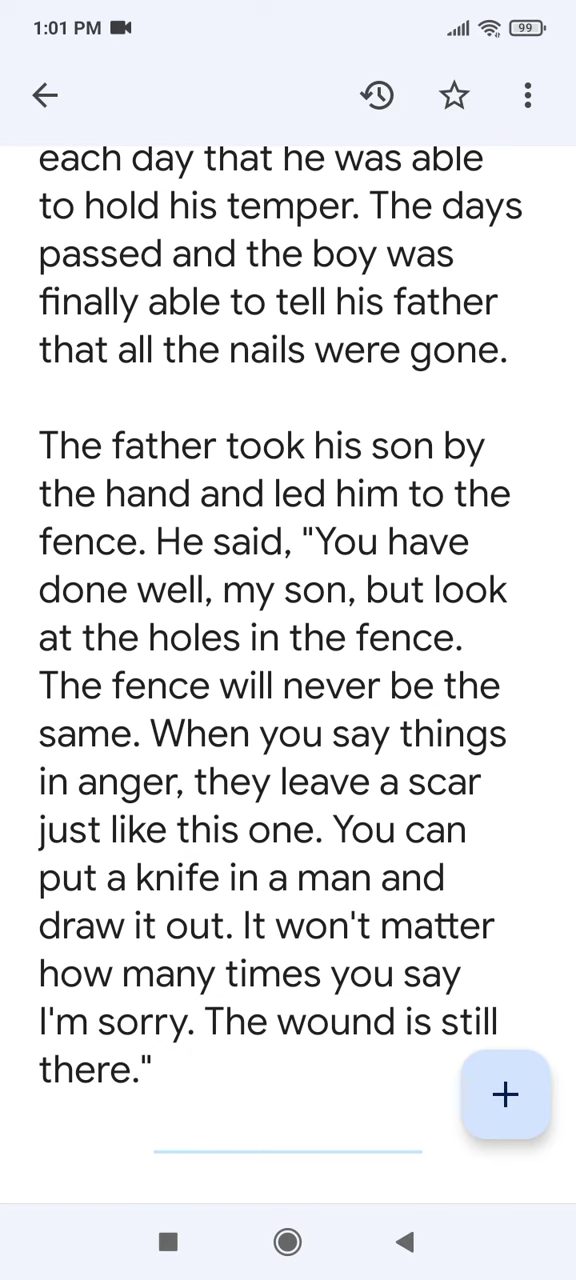 1:01 PM
99
each day that he was able
to hold his temper. The days
passed and the boy was
finally able to tell his father
that all the nails were gone.
The father took his son by
the hand and led him to the
fence. He said, "You have
done well, my son, but look
at the holes in the fence.
The fence will never be the
same. When you say things
in anger, they leave a scar
just like this one. You can
put a knife in a man and
draw it out. It won't matter
how many times you say
I'm sorry. The wound is still
there."